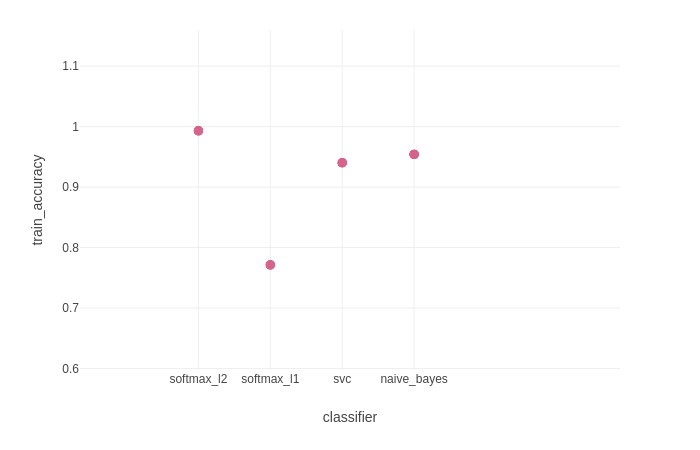 1.1
1
0.9
0.8
0.7
0.6
train_accuracy
softmax_l2
softmax_l1
svc
naive_bayes
classifier